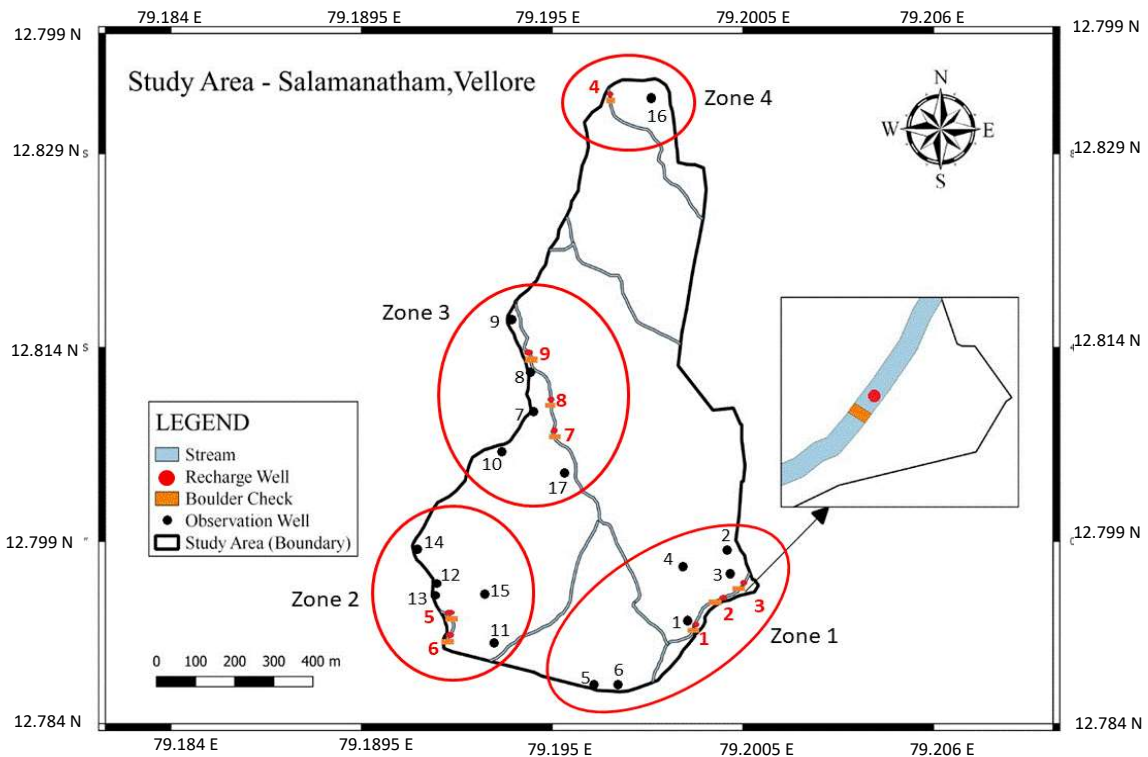 79.184 E 79.1895 E 79.195 E 79.2005 E 79.206 E
12.799 N 12.799 N
Study Area - Salamanatham,Vellore
4 16 Zone 4
N
W E
S
12.829 N S 12.829 N
Zone 3
9
9
8
8
7
7
10
17
12.814 N S 12.814 N
LEGEND
Stream
Recharge Well
Boulder Check
Observation Well
Study Area (Boundary)
12.799 N 12.799 N
14
12
13
15
5
6
11
Zone 2
2
4
3
3
2
1
1
Zone 1
5 6
0 100 200 300 400 m
12.784 N 12.784 N
79.184 E 79.1895 E 79.195 E 79.2005 E 79.206 E